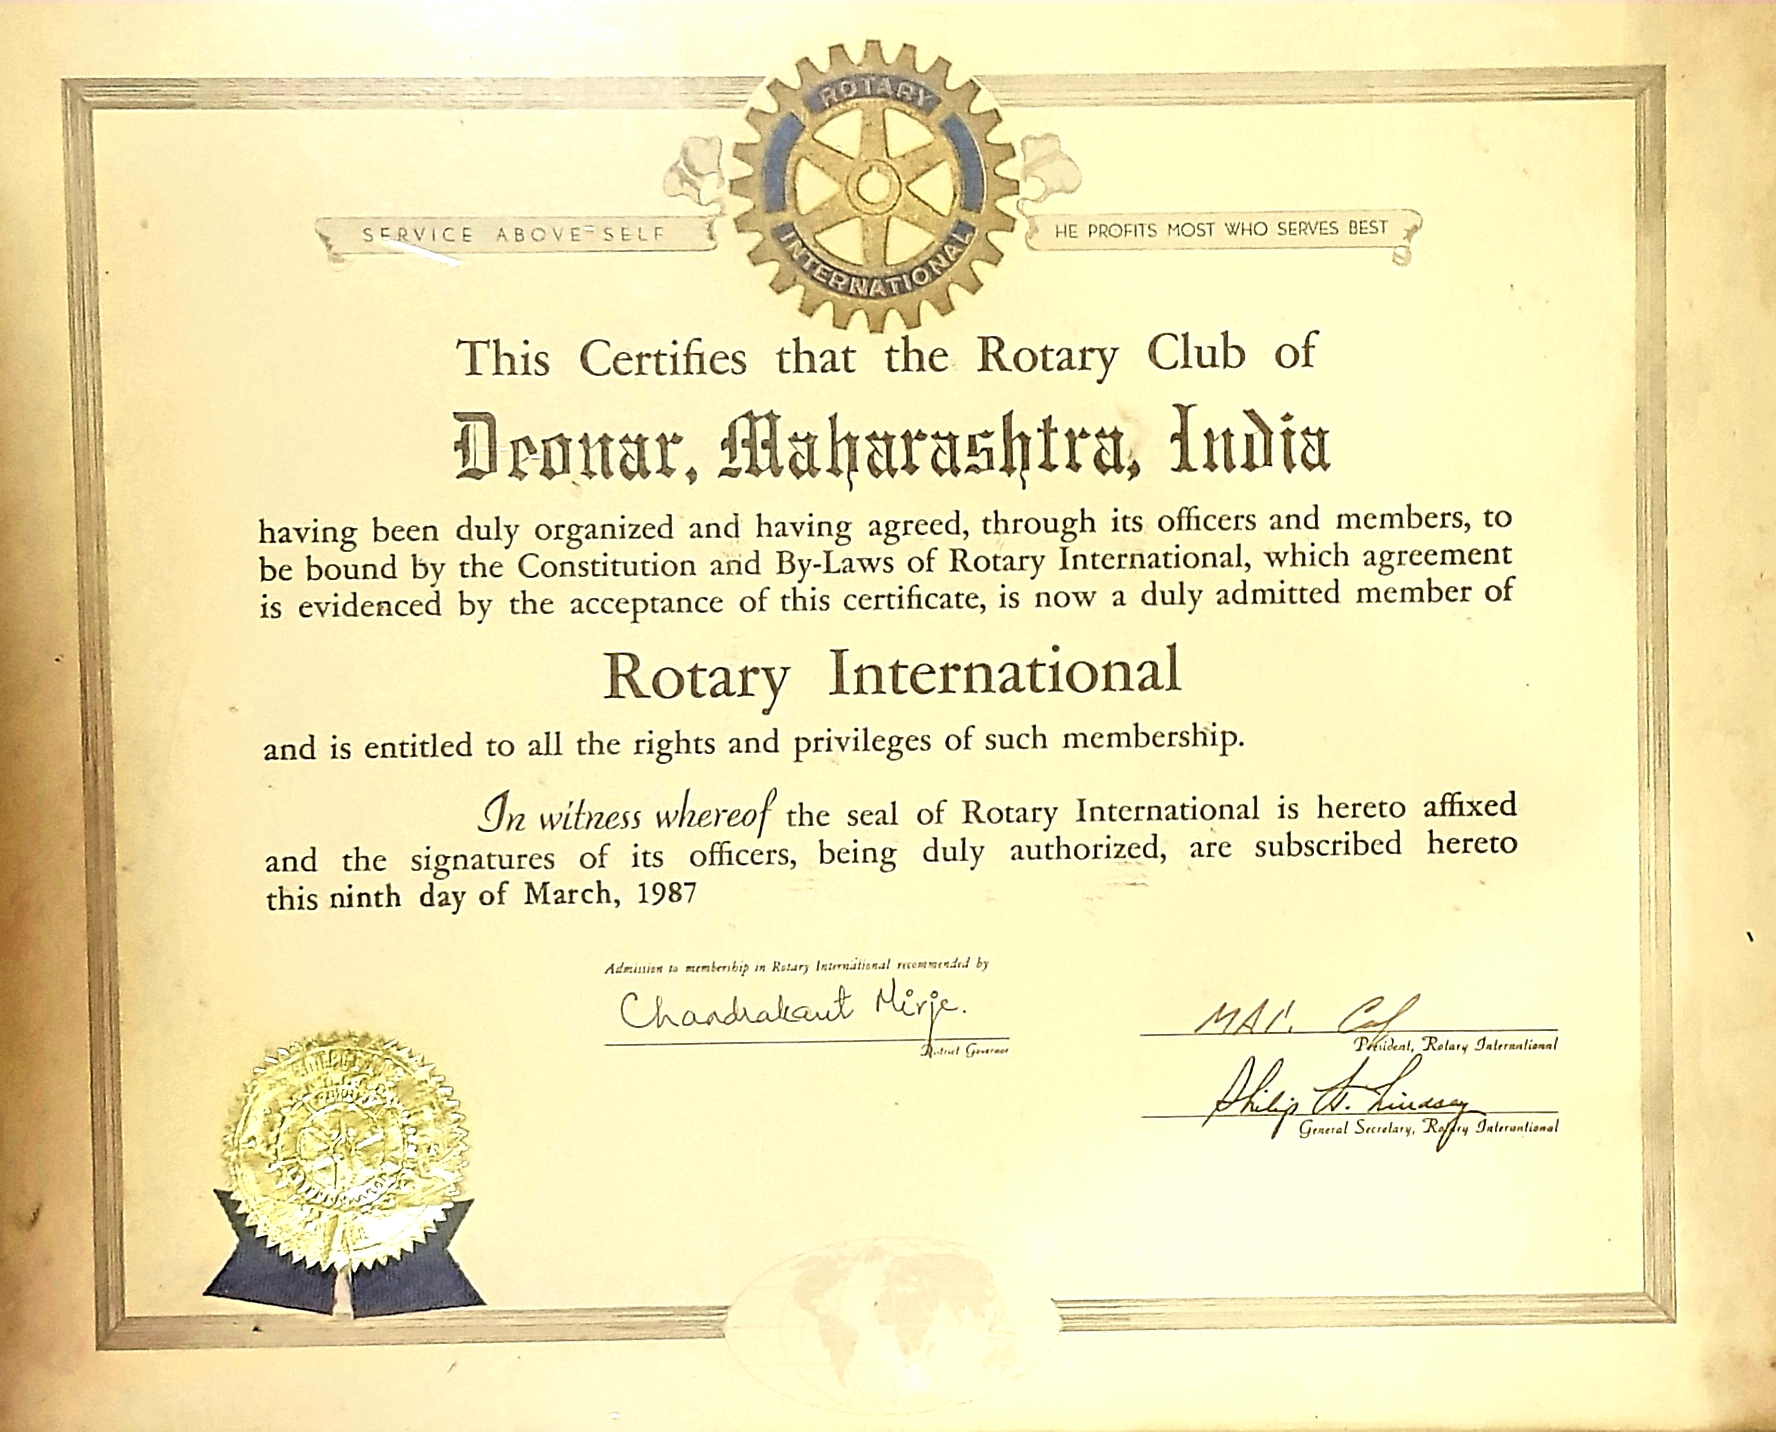 ROTARY
INTERNATIONAL
SERVICE ABOVE SELF
HE PROFITS MOST WHO SERVES BEST
This Certifies that the Rotary Club of
Deonar, Maharashtra, India
having been duly organized and having agreed, through its officers and members, to
be bound by the Constitution and By-Laws of Rotary International, which agreement
is evidenced by the acceptance of this certificate, is now a duly admitted member of
Rotary International
and is entitled to all the rights and privileges of such membership.
In witness whereof the seal of Rotary International is hereto affixed
and the signatures of its officers, being duly authorized, are subscribed hereto
this ninth day of March, 1987
Admission to membership in Rotary International recommended by
Chandrakant Mirje.
District Governor
President, Rotary International
Philip H. Lindsey
General Secretary, Rotary International